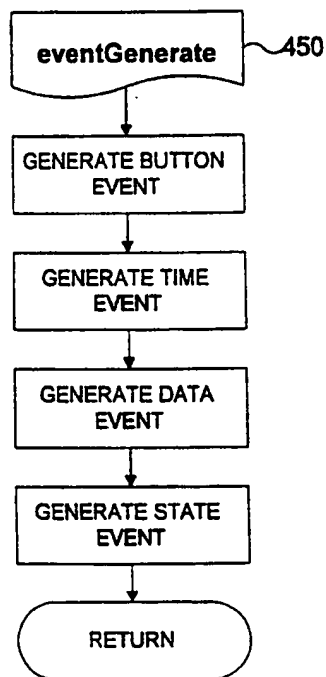 eventGenerate 450
GENERATE BUTTON
EVENT
GENERATE TIME
EVENT
GENERATE DATA
EVENT
GENERATE STATE
EVENT
RETURN